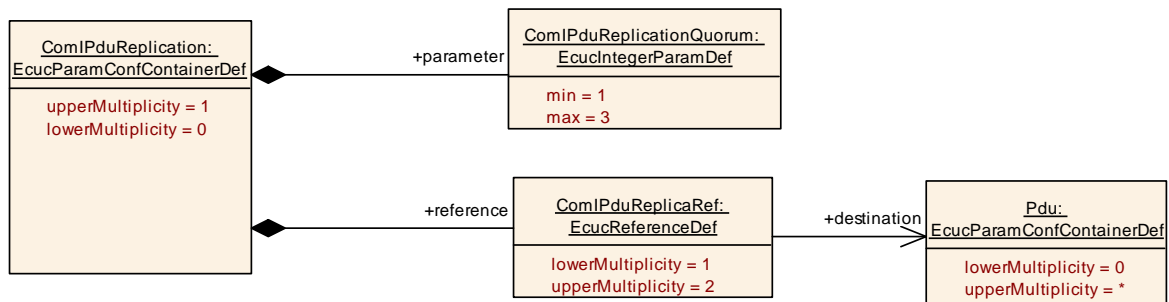 ComIPduReplication:
EcucParamConfContainerDef
upperMultiplicity = 1
lowerMultiplicity = 0
+parameter
ComIPduReplicationQuorum:
EcucIntegerParamDef
min = 1
max = 3
+reference
ComIPduReplicaRef:
EcucReferenceDef
lowerMultiplicity = 1
upperMultiplicity = 2
+destination
Pdu:
EcucParamConfContainerDef
lowerMultiplicity = 0
upperMultiplicity = *